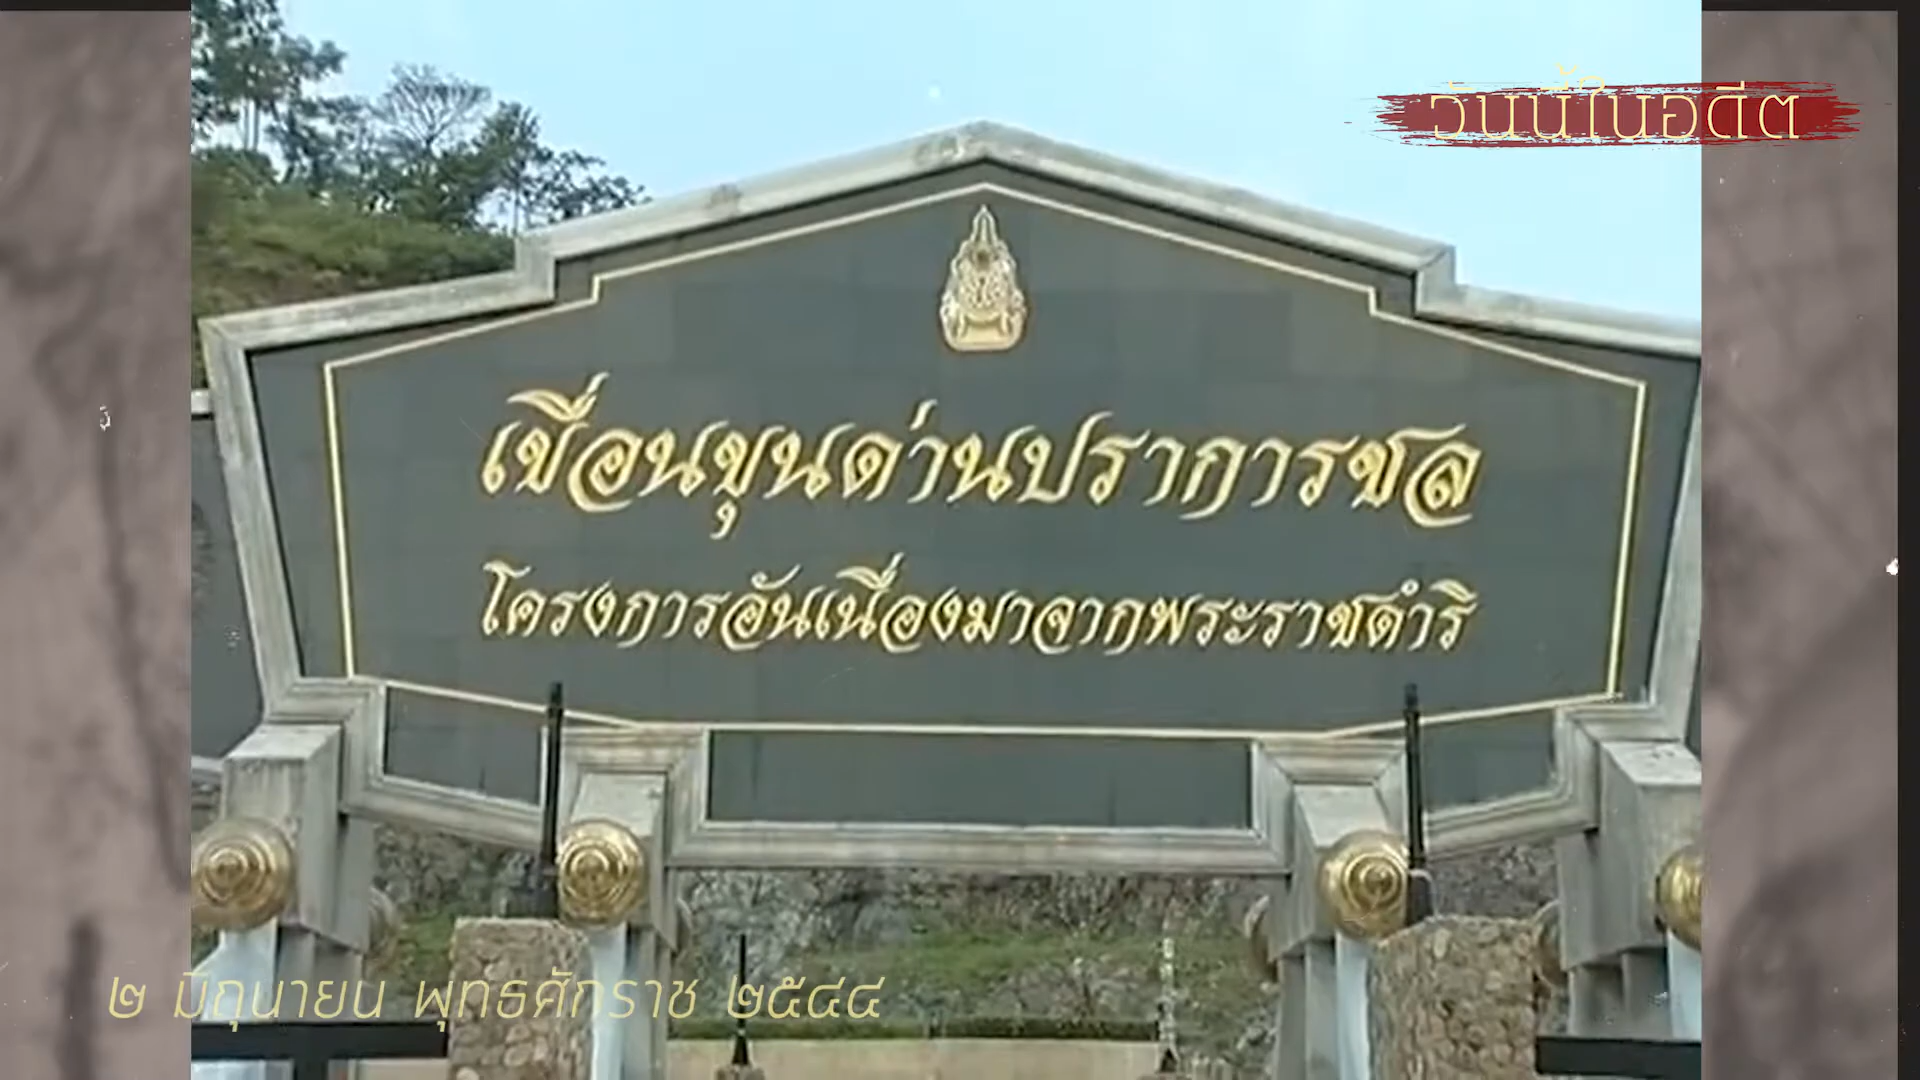 วันนี้ในอดีต
เขื่อนขุนด่านปราการชล
โครงการอันเนื่องมาจากพระราชดำริ
๒ มิถุนายน พุทธศักราช ๒๕๔๔